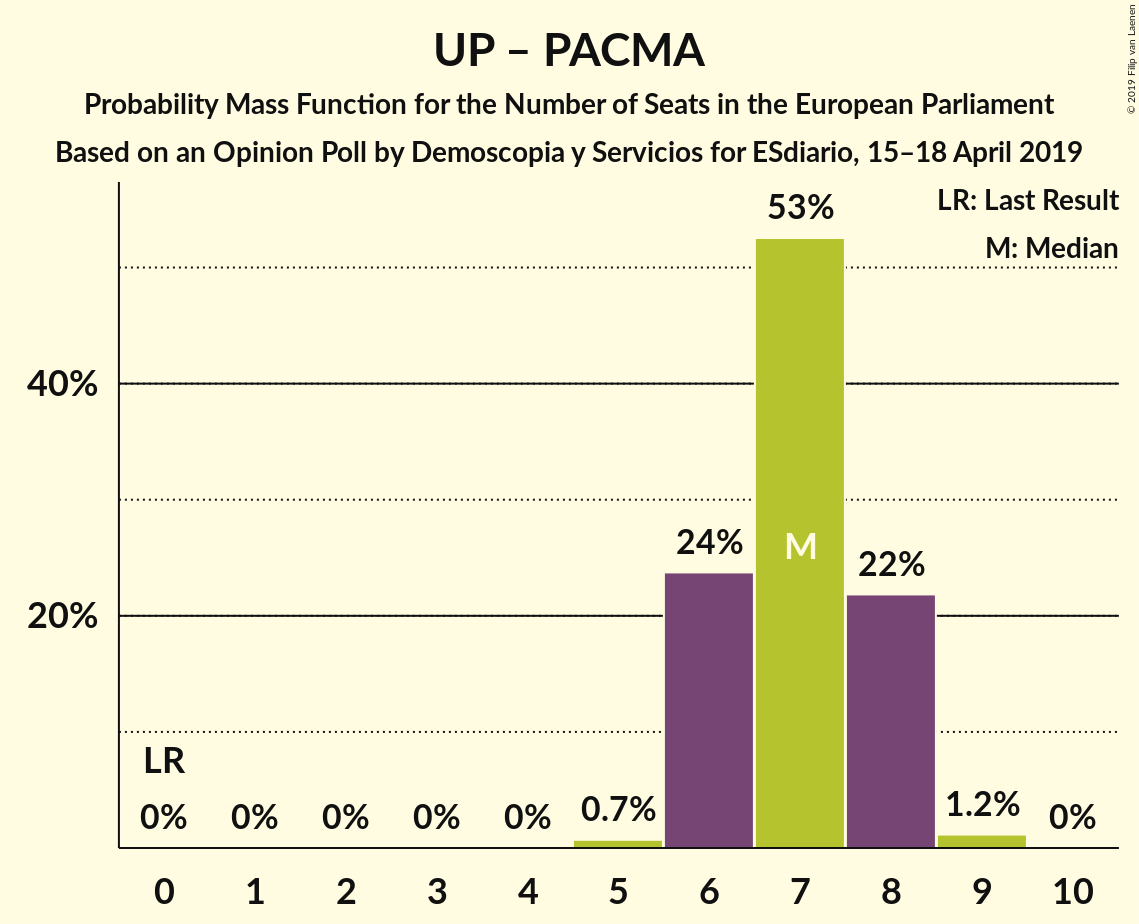 UP – PACMA
Probability Mass Function for the Number of Seats in the European Parliament
Based on an Opinion Poll by Demoscopia y Servicios for ESdiario, 15–18 April 2019
© 2019 Filip van Laenen
LR: Last Result
M: Median
53%
40%
24%
M
22%
20%
LR
0%
0%
0%
0%
0%
0.7%
1.2%
0%
0 1 2 3 4 5 6 7 8 9 10